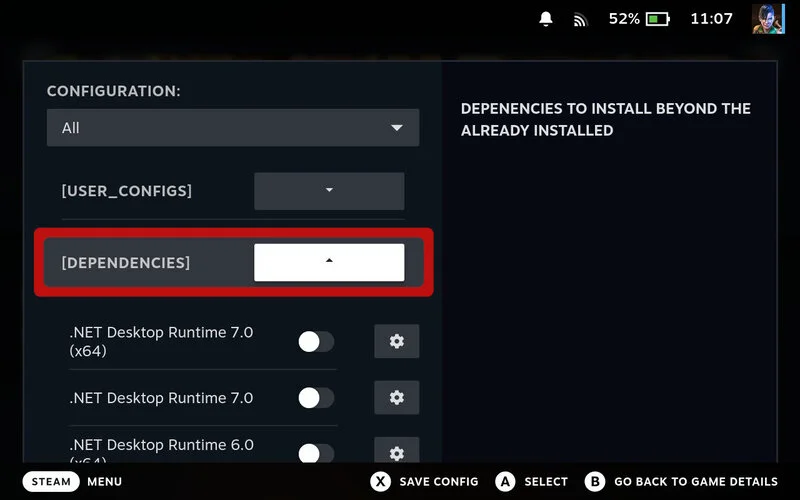 52% 11:07
CONFIGURATION:
All
[USER_CONFIGS]
[DEPENDENCIES]
.NET Desktop Runtime 7.0
(x64)
.NET Desktop Runtime 7.0
.NET Desktop Runtime 6.0
(x64)
DEPENENCIES TO INSTALL BEYOND THE
ALREADY INSTALLED
STEAM MENU X SAVE CONFIG A SELECT B GO BACK TO GAME DETAILS